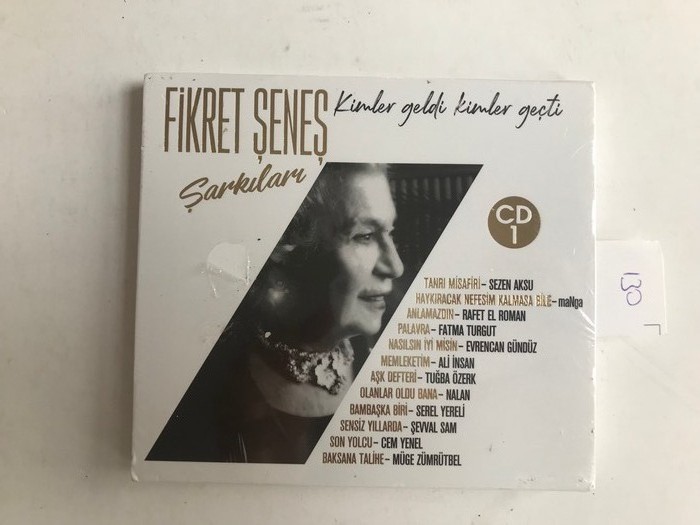 FİKRET ŞENEŞ
Şarkıları
Kimler geldi kimler geçti
CD
1
TANRI MİSAFİRİ– SEZEN AKSU
HAYKIRACAK NEFESİM KALMASA BİLE– maNga
ANLAMAZDIN– RAFET EL ROMAN
PALAVRA– FATMA TURGUT
NASILSIN İYİ MİSİN– EVRENCAN GÜNDÜZ
MEMLEKETİM– ALİ İNSAN
AŞK DEFTERİ– TUĞBA ÖZERK
OLANLAR OLDU BANA– NALAN
BAMBAŞKA BİRİ– SEREL YERELİ
SENSİZ YILLARDA– ŞEVVAL SAM
SON YOLCU– CEM YENEL
BAKSANA TALİHE– MÜGE ZÜMRÜTBEL
130